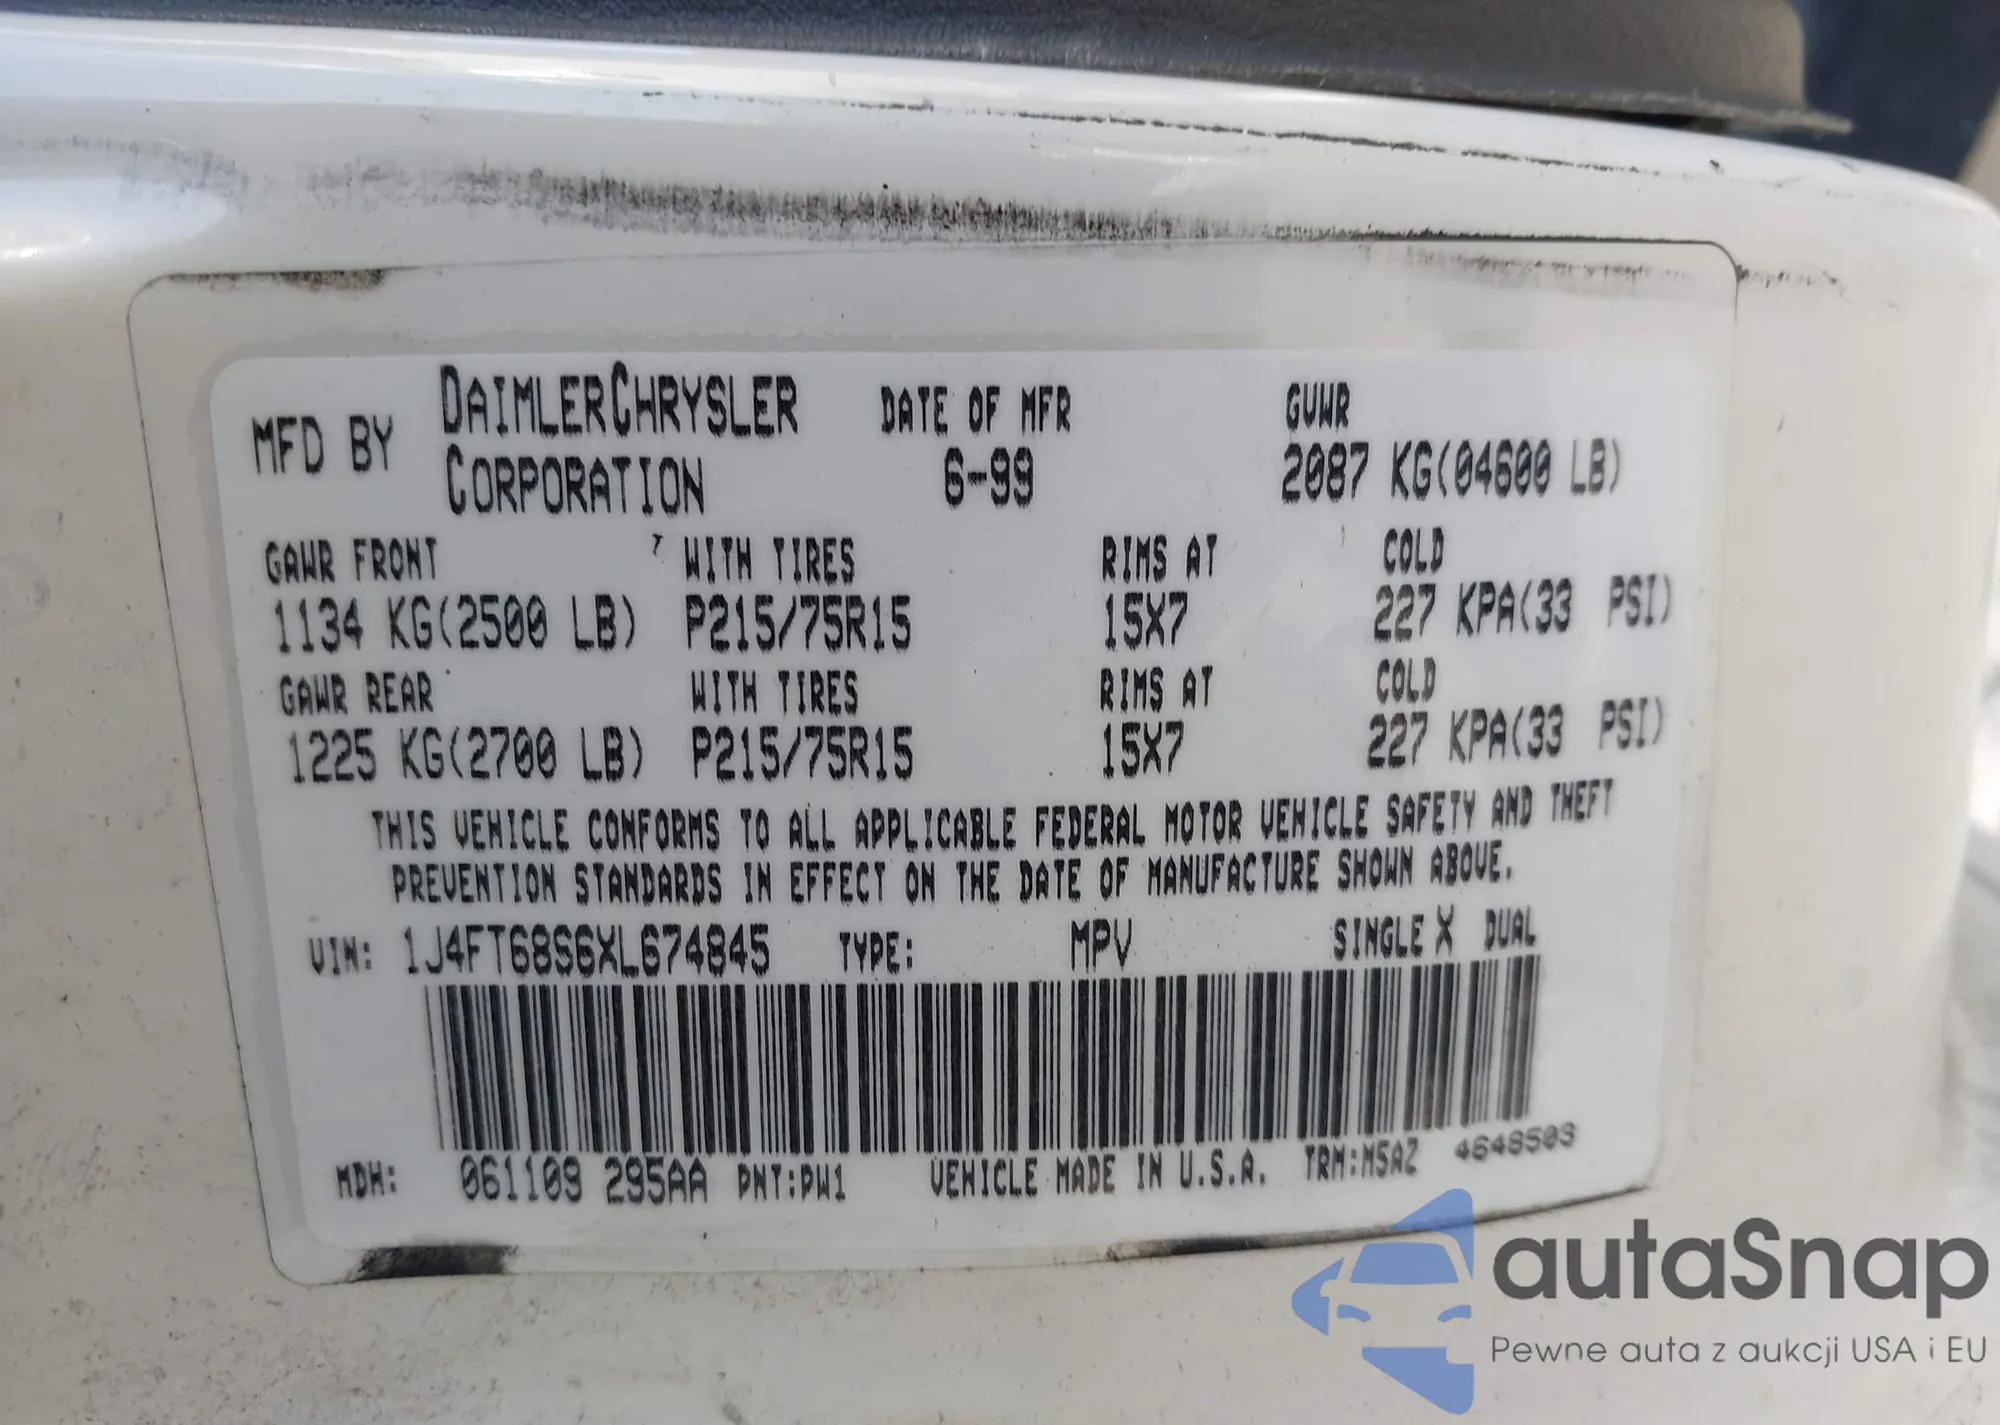 MFD BY DAIMLERCHRYSLER CORPORATION DATE OF MFR 6-99 GVWR 2087 KG(04600 LB)
GAWR FRONT WITH TIRES RIMS AT COLD
1134 KG(2500 LB) P215/75R15 15X7 227 KPA(33 PSI)
GAWR REAR WITH TIRES RIMS AT COLD
1225 KG(2700 LB) P215/75R15 15X7 227 KPA(33 PSI)
THIS VEHICLE CONFORMS TO ALL APPLICABLE FEDERAL MOTOR VEHICLE SAFETY AND THEFT
PREVENTION STANDARDS IN EFFECT ON THE DATE OF MANUFACTURE SHOWN ABOVE.
VIN: 1J4FT68S6XL674845 TYPE: MPV SINGLE X DUAL
MDH: 061109 295AA PNT:PW1 VEHICLE MADE IN U.S.A. TRM:M5AZ 4648503
autaSnap
Pewne auta z aukcji USA i EU